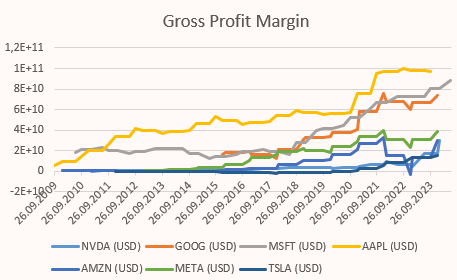 Gross Profit Margin
1,2E+11
1E+11
8E+10
6E+10
4E+10
2E+10
0
-2E+10
26.09.2009
26.09.2010
26.09.2011
26.09.2012
26.09.2013
26.09.2014
26.09.2015
26.09.2016
26.09.2017
26.09.2018
26.09.2019
26.09.2020
26.09.2021
26.09.2022
26.09.2023
NVDA (USD) GOOG (USD) MSFT (USD) AAPL (USD)
AMZN (USD) META (USD) TSLA (USD)